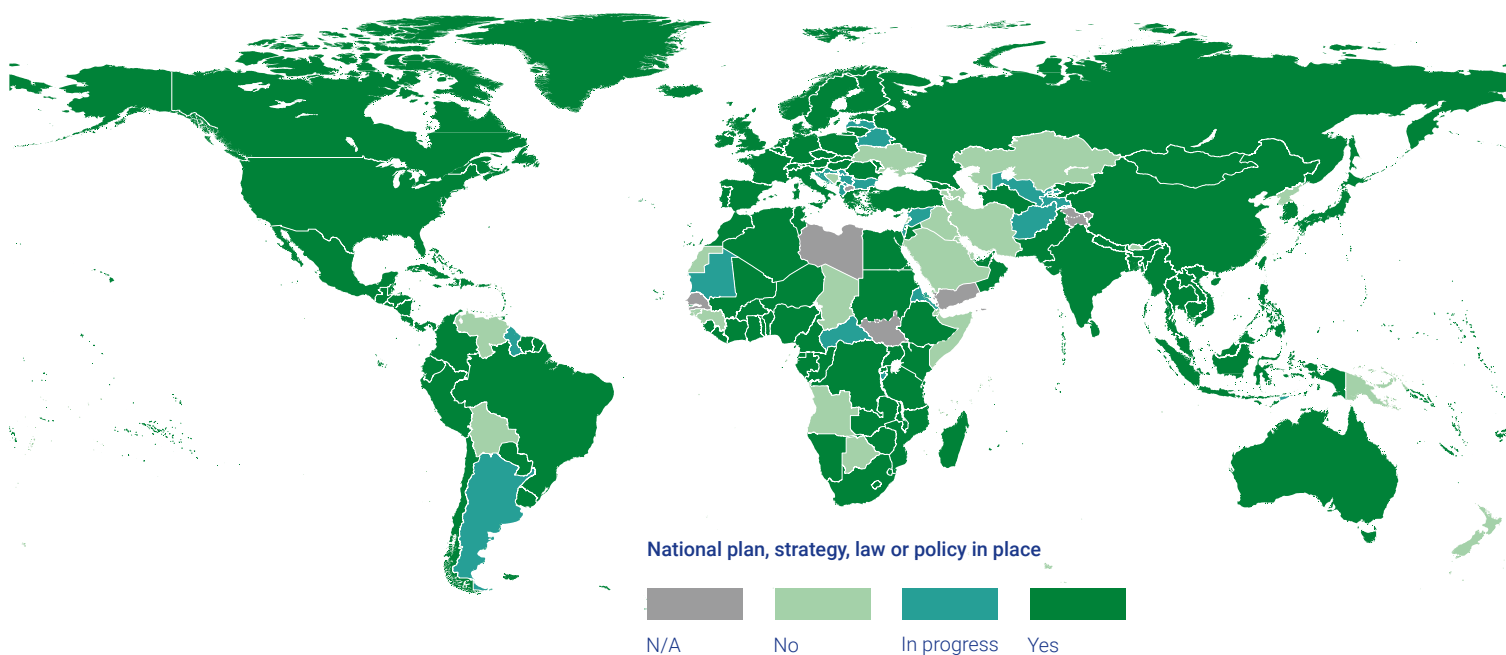 National plan, strategy, law or policy in place
N/A No In progress Yes